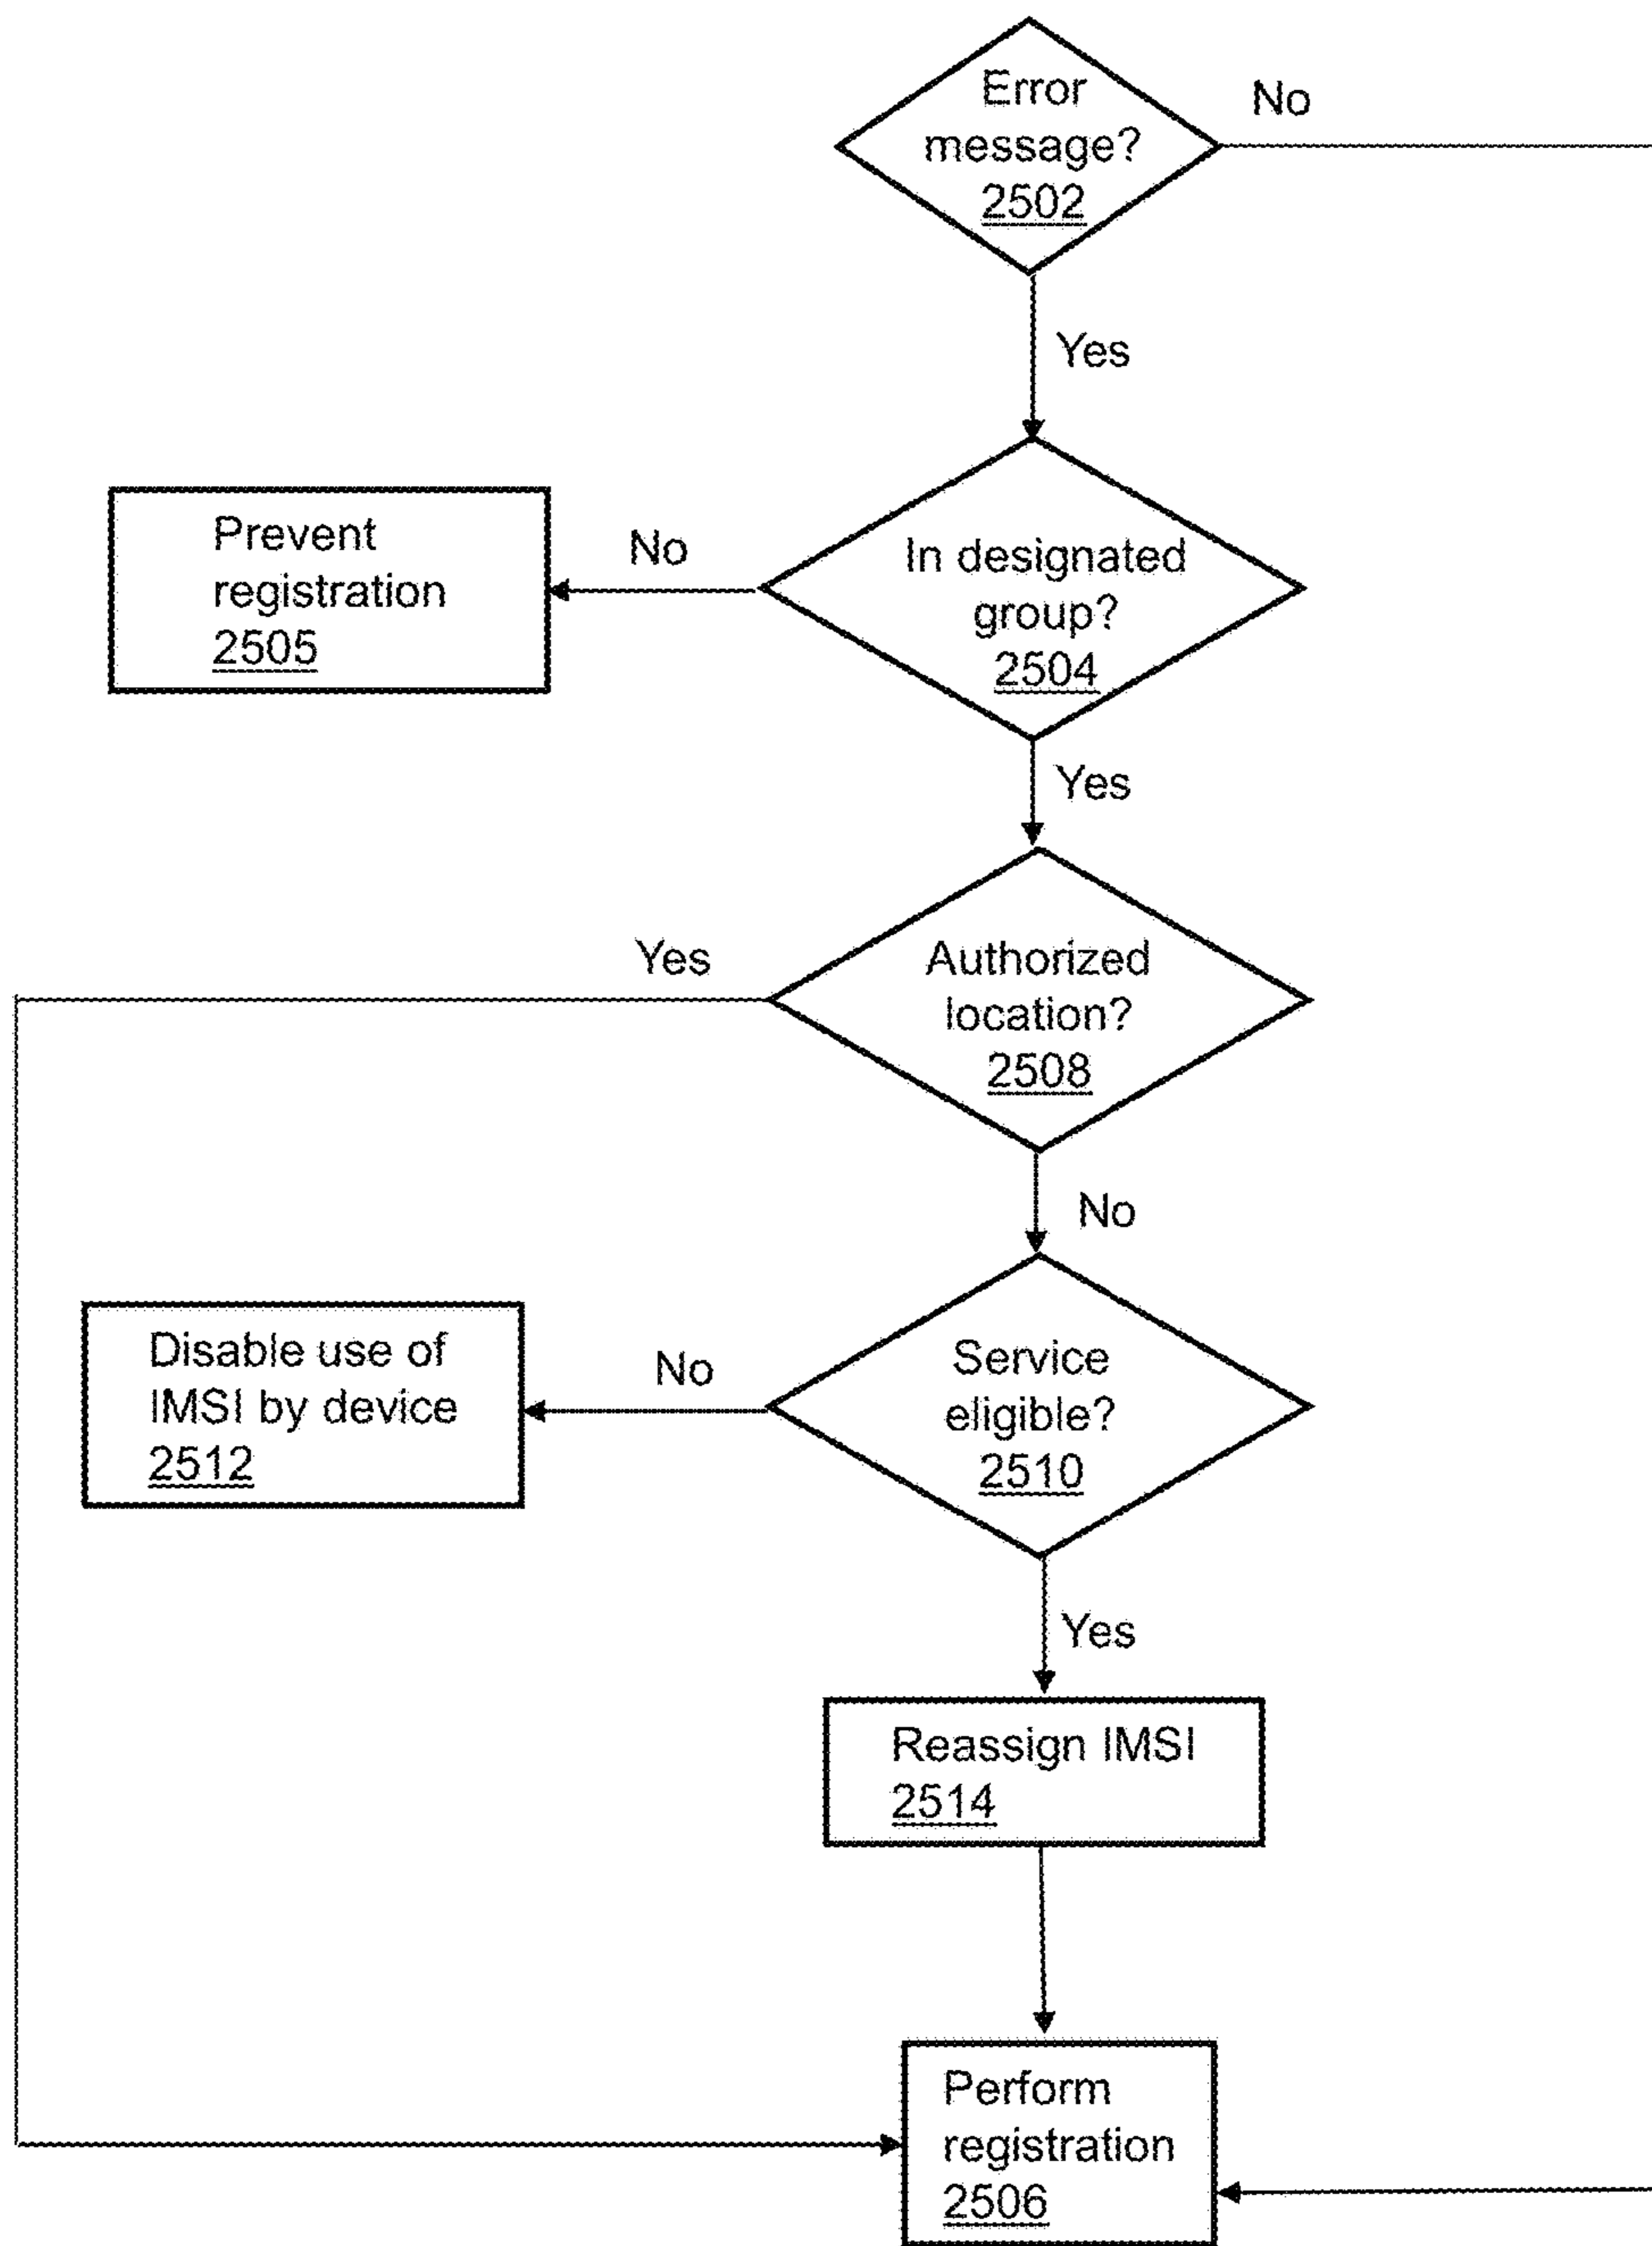 Error
message?
2502
No
Yes
Prevent
registration
2505
No
In designated
group?
2504
Yes
Yes
Authorized
location?
2508
No
Disable use of
IMSI by device
2512
No
Service
eligible?
2510
Yes
Reassign IMSI
2514
Perform
registration
2506